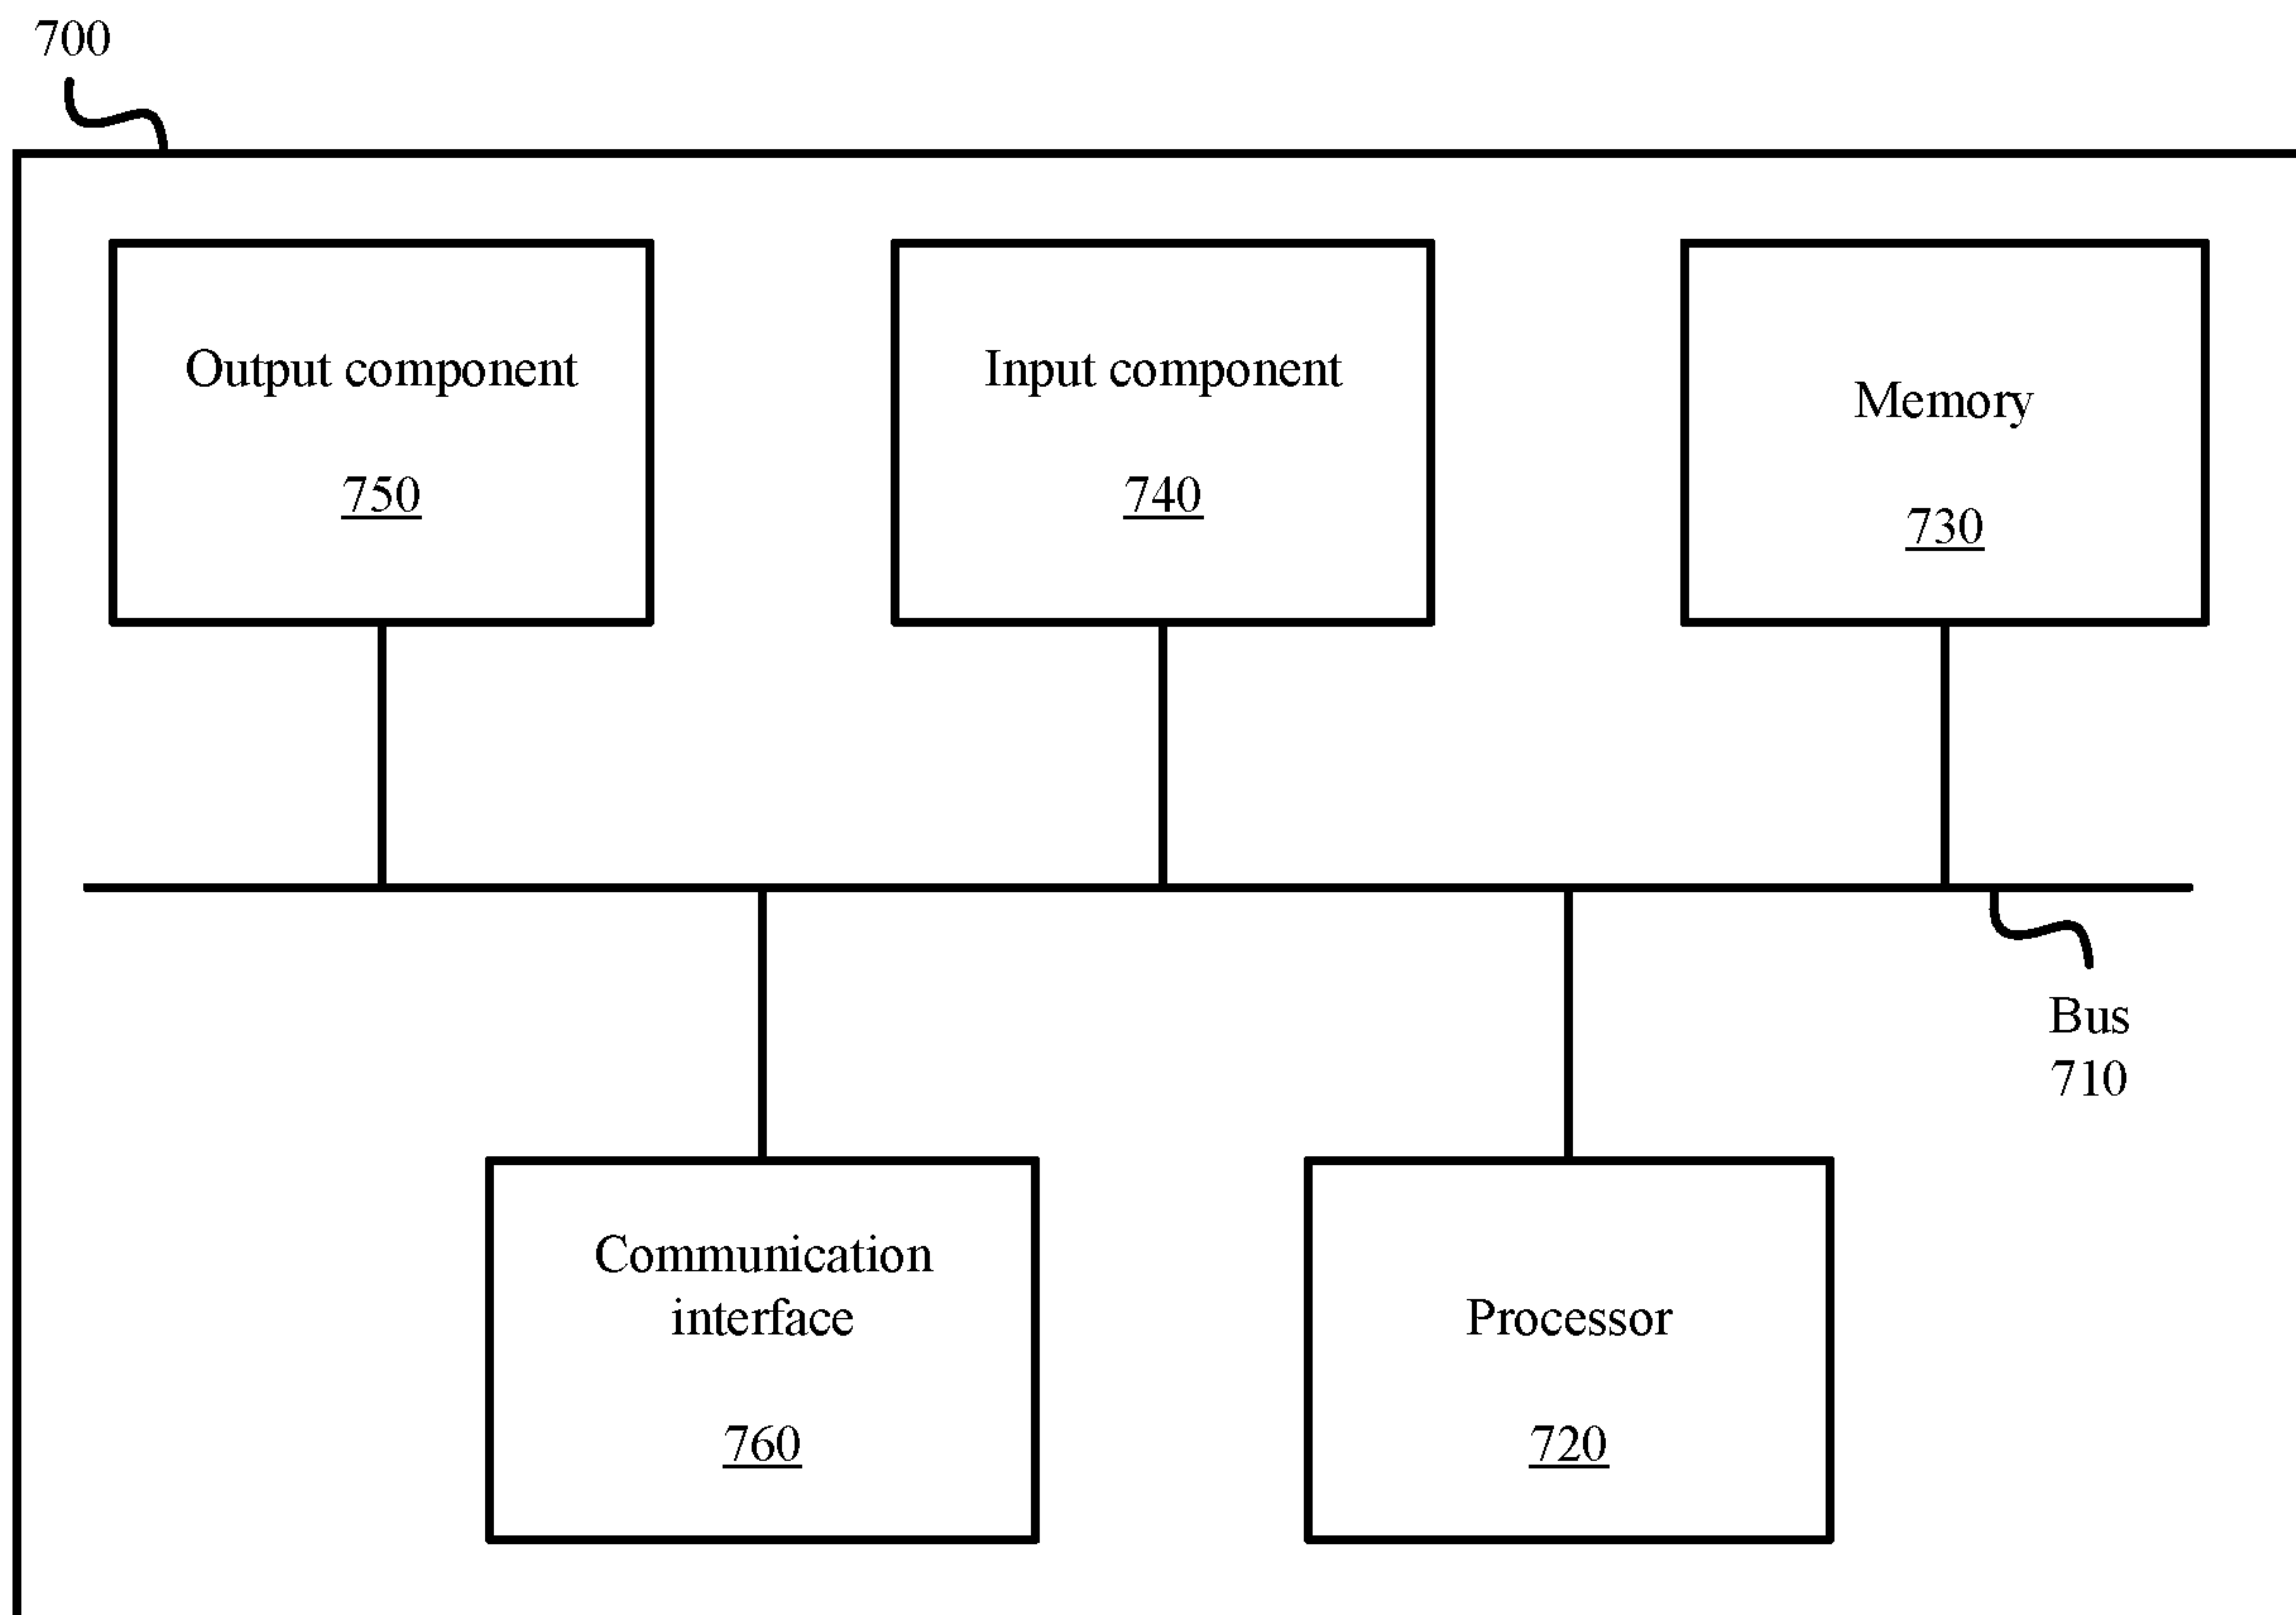 700
Output component
750
Input component
740
Memory
730
Bus
710
Communication
interface
760
Processor
720